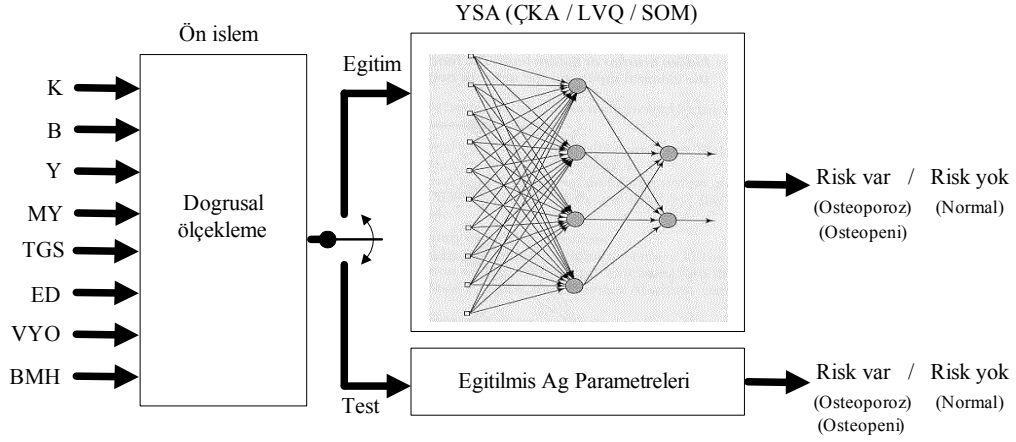 YSA (ÇKA / LVQ / SOM)
Ön islem
Egitim
K
B
Y
MY
TGS
ED
VYO
BMH
Dogrusal
ölçekleme
Risk var / Risk yok
(Osteoporoz) (Normal)
(Osteopeni)
Test
Egitilmis Ag Parametreleri
Risk var / Risk yok
(Osteoporoz) (Normal)
(Osteopeni)